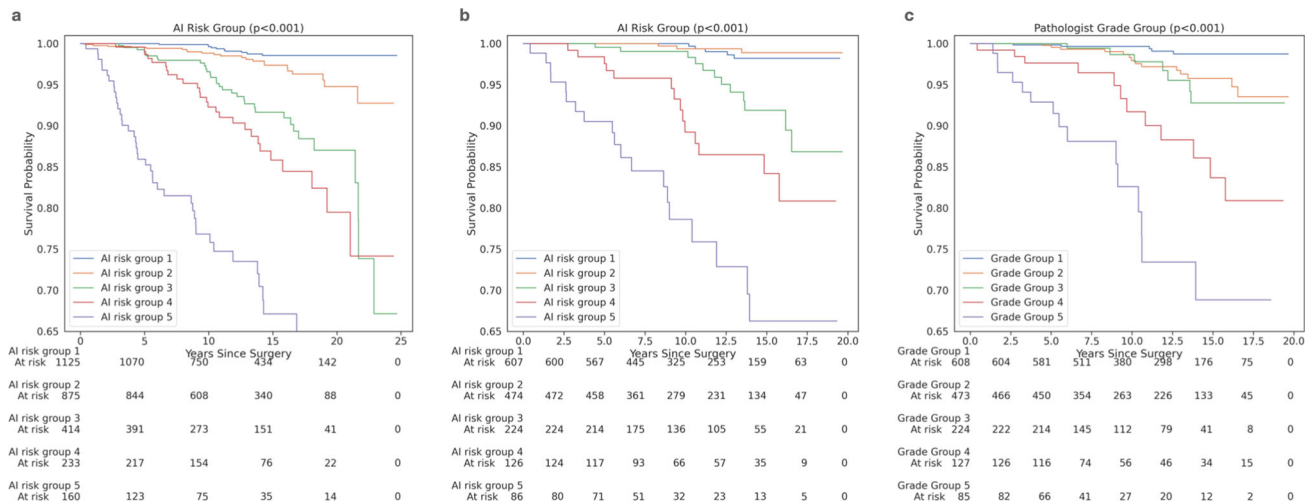 a
AI Risk Group (p<0.001)
Survival Probability
1.00
0.95
0.90
0.85
0.80
0.75
0.70
0.65
AI risk group 1
AI risk group 2
AI risk group 3
AI risk group 4
AI risk group 5
0 5 10 15 20 25
Years Since Surgery
AI risk group 1
At risk 1125 1070 750 434 142 0
AI risk group 2
At risk 875 844 608 340 88 0
AI risk group 3
At risk 414 391 273 151 41 0
AI risk group 4
At risk 233 217 154 76 22 0
AI risk group 5
At risk 160 123 75 35 14 0
b
AI Risk Group (p<0.001)
Survival Probability
1.00
0.95
0.90
0.85
0.80
0.75
0.70
0.65
AI risk group 1
AI risk group 2
AI risk group 3
AI risk group 4
AI risk group 5
0.0 2.5 5.0 7.5 10.0 12.5 15.0 17.5 20.0
Years Since Surgery
AI risk group 1
At risk 607 600 567 445 325 253 159 63 0
AI risk group 2
At risk 474 472 458 361 279 231 134 47 0
AI risk group 3
At risk 224 224 214 175 136 105 55 21 0
AI risk group 4
At risk 126 124 117 93 66 57 35 9 0
AI risk group 5
At risk 86 80 71 51 32 23 13 5 0
c
Pathologist Grade Group (p<0.001)
Survival Probability
1.00
0.95
0.90
0.85
0.80
0.75
0.70
0.65
Grade Group 1
Grade Group 2
Grade Group 3
Grade Group 4
Grade Group 5
0.0 2.5 5.0 7.5 10.0 12.5 15.0 17.5 20.0
Years Since Surgery
Grade Group 1
At risk 608 604 581 511 380 298 176 75 0
Grade Group 2
At risk 473 466 450 354 263 226 133 45 0
Grade Group 3
At risk 224 222 214 145 112 79 41 8 0
Grade Group 4
At risk 127 126 116 74 56 46 34 15 0
Grade Group 5
At risk 85 82 66 41 27 20 12 2 0